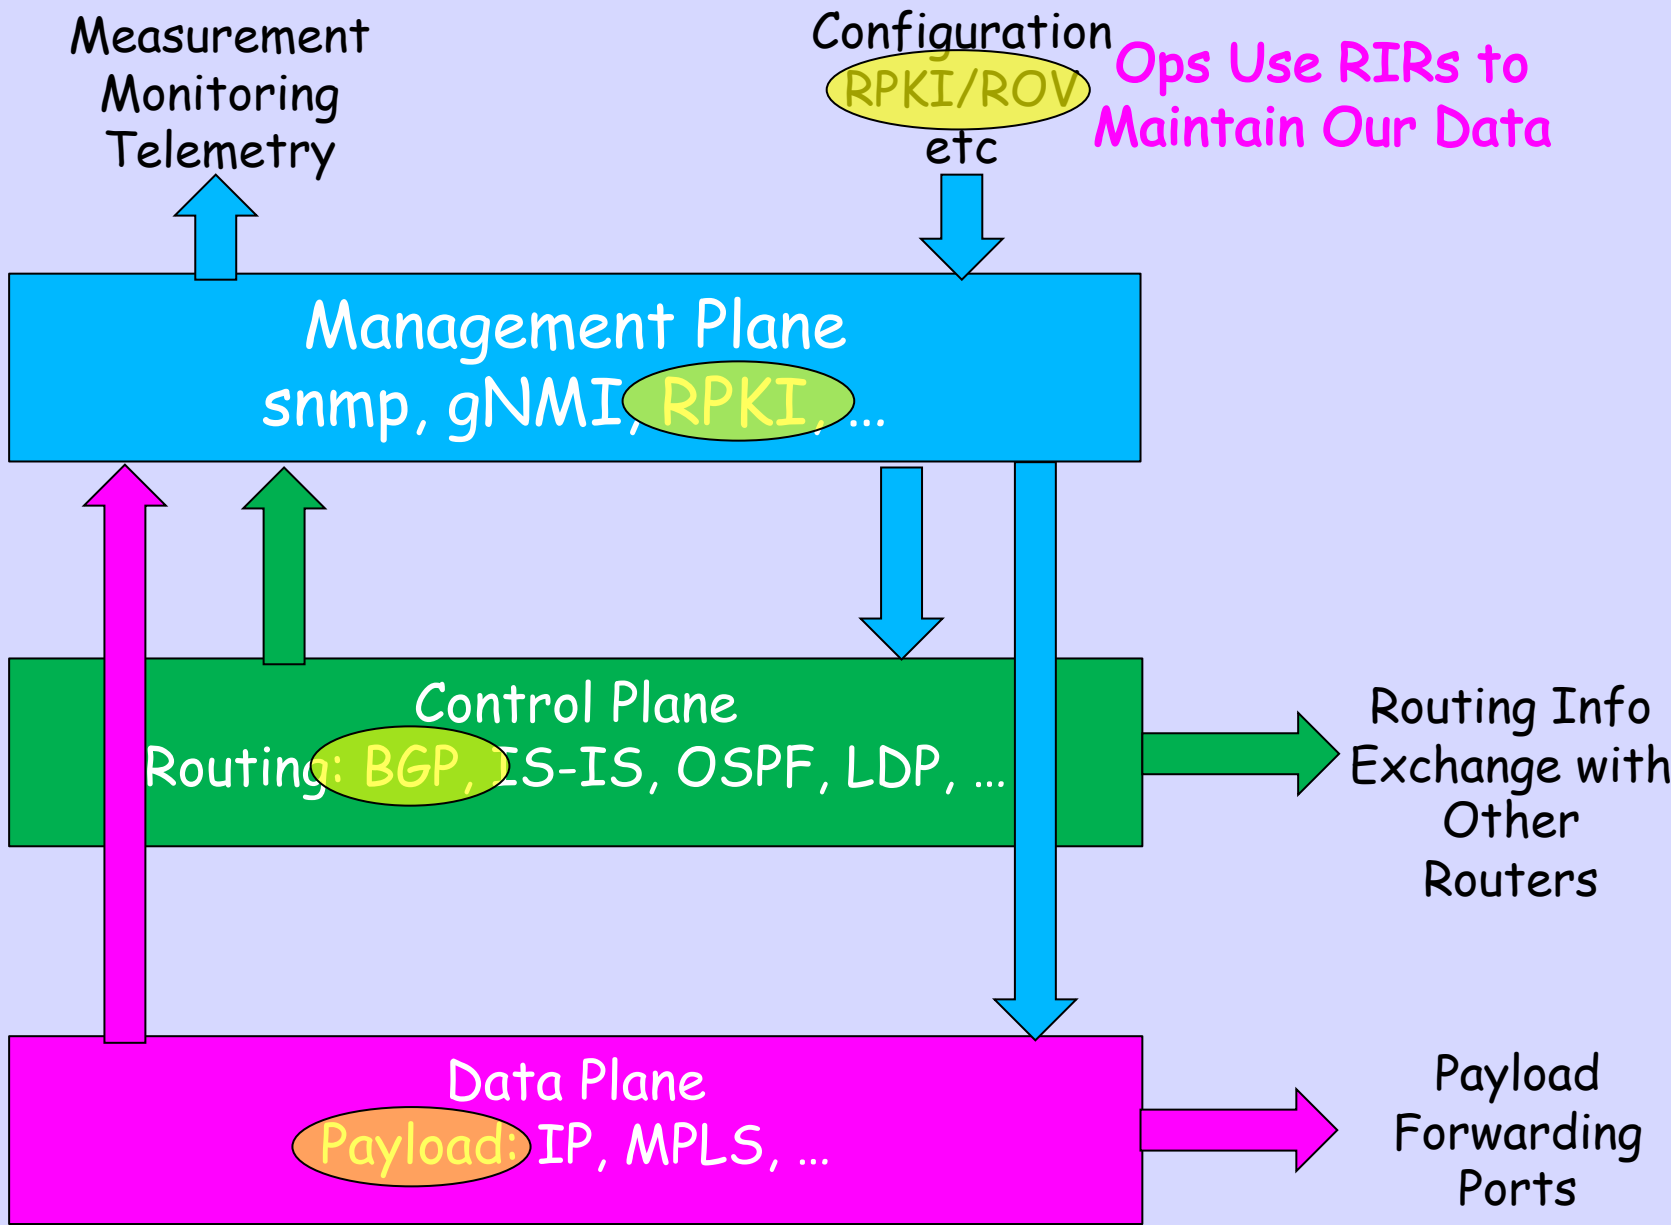 Measurement
Monitoring
Telemetry
Configuration
RPKI/ROV
etc
Ops Use RIRs to
Maintain Our Data
Management Plane
snmp, gNMI, RPKI, ...
Control Plane
Routing: BGP, IS-IS, OSPF, LDP, ...
Routing Info
Exchange with
Other
Routers
Data Plane
Payload: IP, MPLS, ...
Payload
Forwarding
Ports